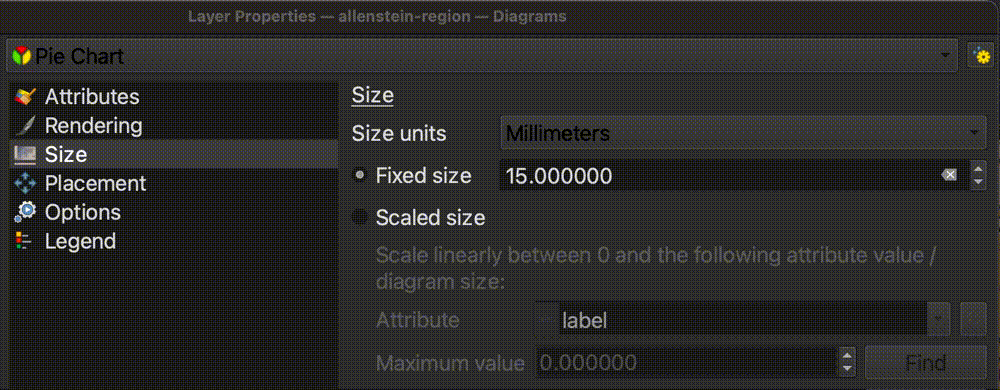 Layer Properties — allenstein-region — Diagrams
Pie Chart
Attributes
Rendering
Size
Placement
Options
Legend
Size
Size units Millimeters
Fixed size 15.000000
Scaled size
Scale linearly between 0 and the following attribute value /
diagram size:
Attribute label
Maximum value 0.000000 Find